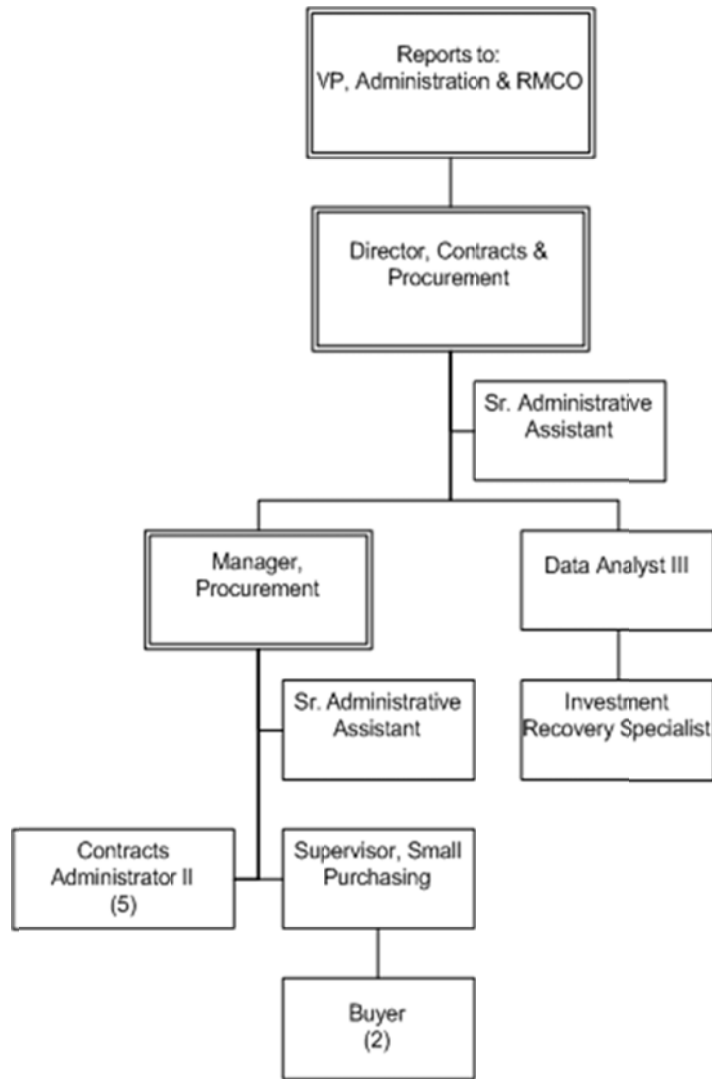 Reports to:
VP, Administration & RMCO
Director, Contracts &
Procurement
Sr. Administrative
Assistant
Manager,
Procurement
Data Analyst III
Sr. Administrative
Assistant
Investment
Recovery Specialist
Contracts
Administrator II
(5)
Supervisor, Small
Purchasing
Buyer
(2)